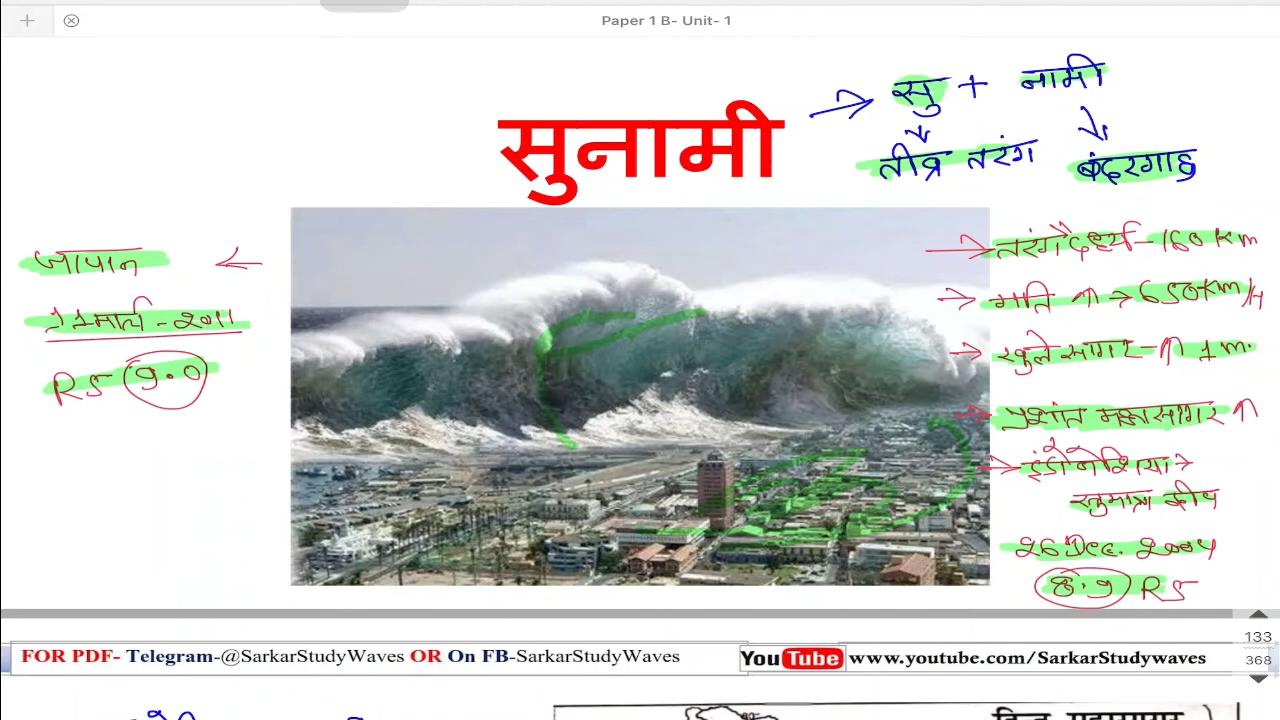 Paper 1 B- Unit- 1
सु + नामी
सुनामी
तीव्र तरंग
बंदरगाह
जापान
11 मार्च - 2011
RS 9.0
तरंगदैर्ध्य - 160 Km
गति ↑ → 650 Km/H
खुले सागर - ↑ 1 m.
प्रशांत महासागर ↑
इंडोनेशिया →
सुमात्रा द्वीप
26 Dec. 2004
8.9 RS
133
368
FOR PDF- Telegram-@SarkarStudyWaves OR On FB-SarkarStudyWaves
YouTube www.youtube.com/SarkarStudywaves